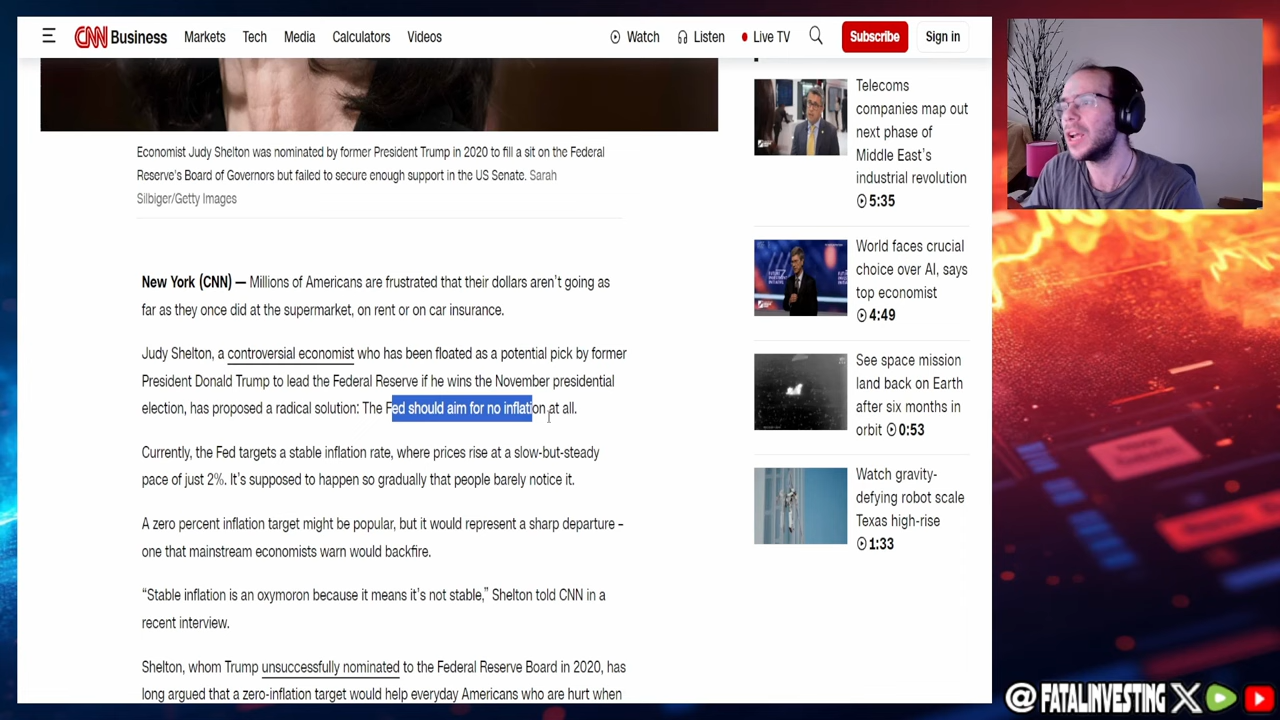 CNN Business Markets Tech Media Calculators Videos Watch Listen Live TV Subscribe Sign in
Economist Judy Shelton was nominated by former President Trump in 2020 to fill a sit on the Federal
Reserve's Board of Governors but failed to secure enough support in the US Senate. Sarah
Silbiger/Getty Images
New York (CNN) — Millions of Americans are frustrated that their dollars aren't going as
far as they once did at the supermarket, on rent or on car insurance.
Judy Shelton, a controversial economist who has been floated as a potential pick by former
President Donald Trump to lead the Federal Reserve if he wins the November presidential
election, has proposed a radical solution: The Fed should aim for no inflation at all.
Currently, the Fed targets a stable inflation rate, where prices rise at a slow-but-steady
pace of just 2%. It's supposed to happen so gradually that people barely notice it.
A zero percent inflation target might be popular, but it would represent a sharp departure –
one that mainstream economists warn would backfire.
“Stable inflation is an oxymoron because it means it's not stable,” Shelton told CNN in a
recent interview.
Shelton, whom Trump unsuccessfully nominated to the Federal Reserve Board in 2020, has
long argued that a zero-inflation target would help everyday Americans who are hurt when
Telecoms
companies map out
next phase of
Middle East's
industrial revolution
5:35
World faces crucial
choice over AI, says
top economist
4:49
See space mission
land back on Earth
after six months in
orbit 0:53
Watch gravity-
defying robot scale
Texas high-rise
1:33
@FATALINVESTING